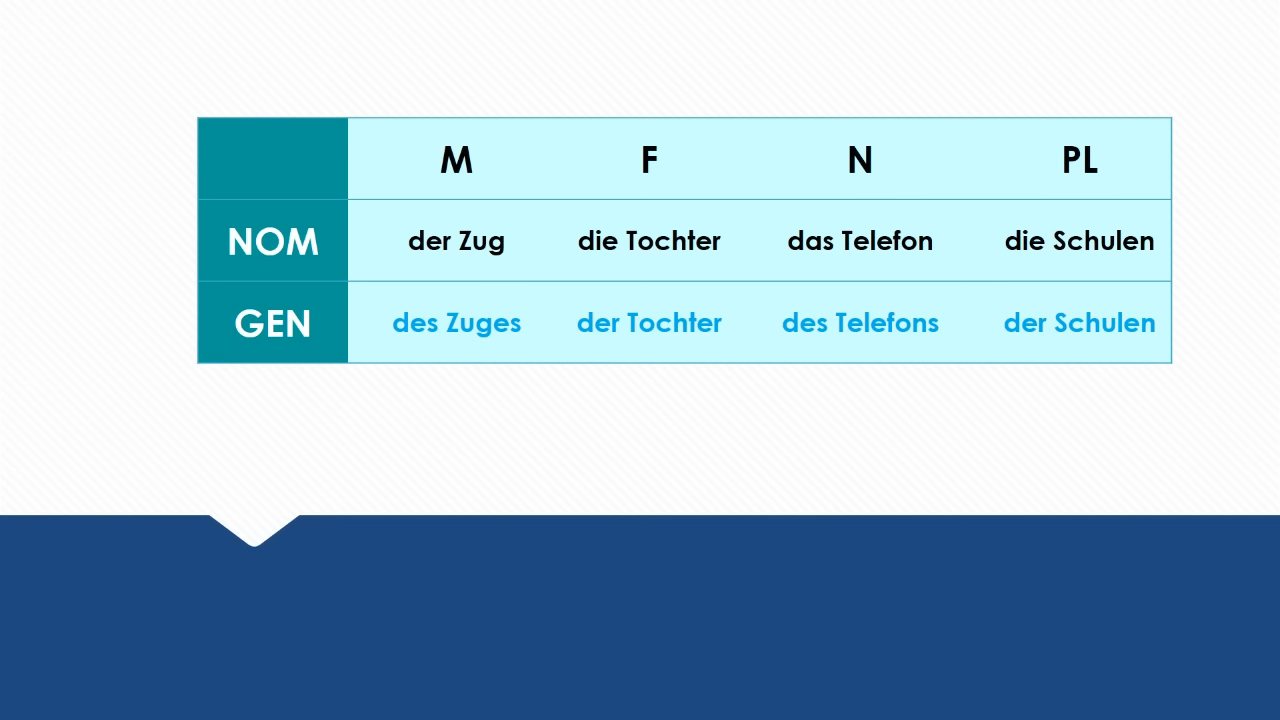 M F N PL
NOM der Zug die Tochter das Telefon die Schulen
GEN des Zuges der Tochter des Telefons der Schulen